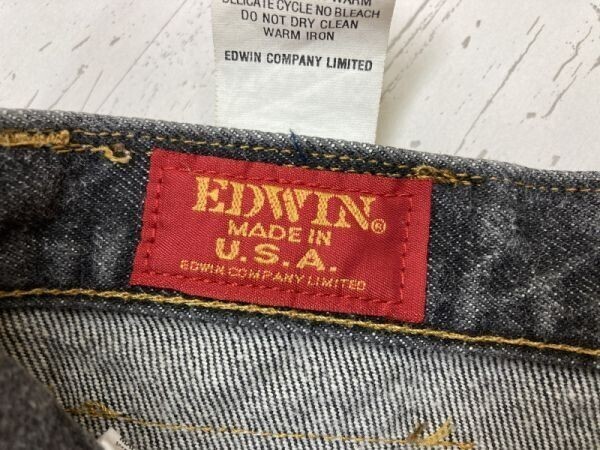 WARM
DELICATE CYCLE NO BLEACH
DO NOT DRY CLEAN
WARM IRON
EDWIN COMPANY LIMITED
EDWIN®
MADE IN
U.S.A.
EDWIN COMPANY LIMITED